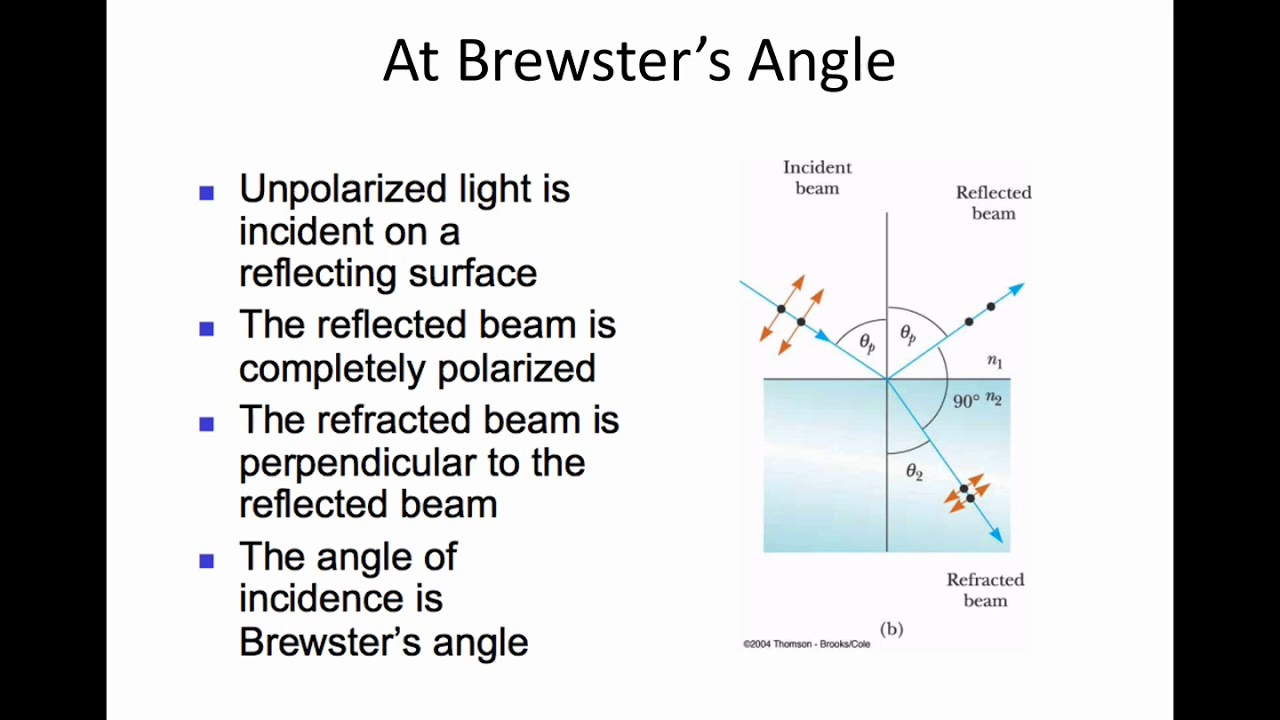 At Brewster’s Angle
Unpolarized light is
incident on a
reflecting surface
The reflected beam is
completely polarized
The refracted beam is
perpendicular to the
reflected beam
The angle of
incidence is
Brewster’s angle
Incident
beam
Reflected
beam
θp
θp
n1
90° n2
θ2
Refracted
beam
(b)
©2004 Thomson - Brooks/Cole